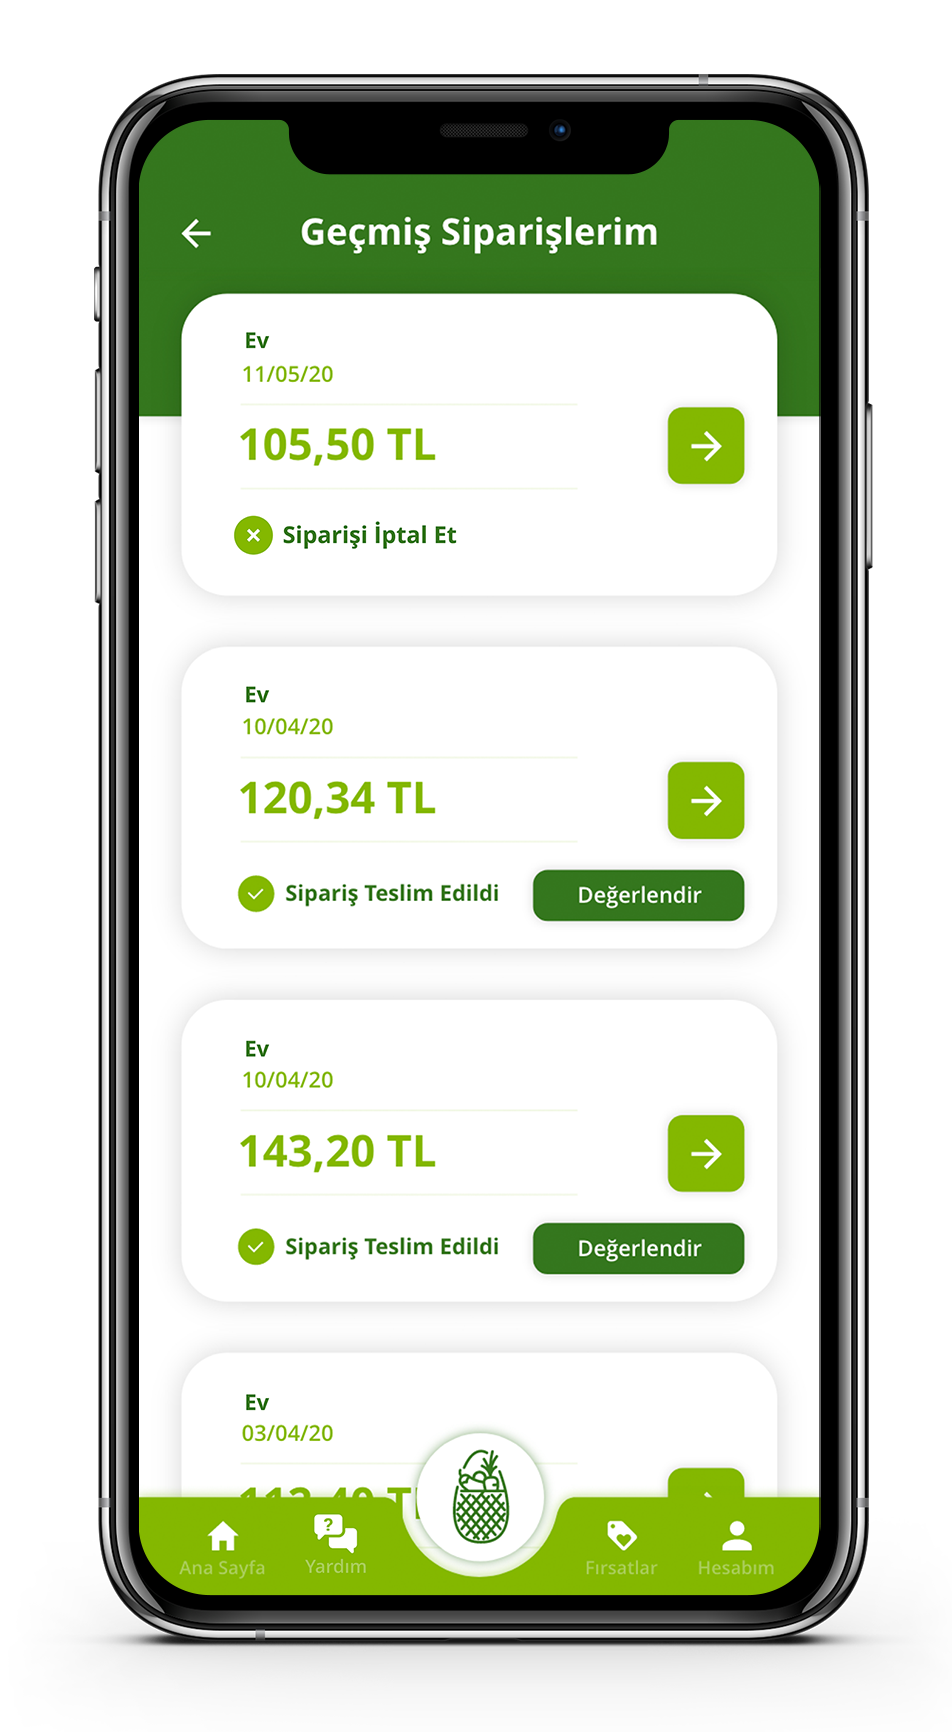 Geçmiş Siparişlerim
Ev
11/05/20
105,50 TL
Siparişi İptal Et
Ev
10/04/20
120,34 TL
Sipariş Teslim Edildi
Değerlendir
Ev
10/04/20
143,20 TL
Sipariş Teslim Edildi
Değerlendir
Ev
03/04/20
Ana Sayfa
Yardım
Fırsatlar
Hesabım